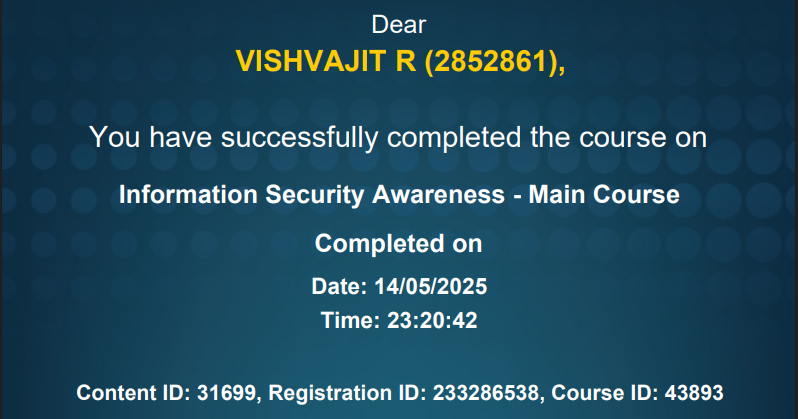 Dear
VISHVAJIT R (2852861),
You have successfully completed the course on
Information Security Awareness - Main Course
Completed on
Date: 14/05/2025
Time: 23:20:42
Content ID: 31699, Registration ID: 233286538, Course ID: 43893